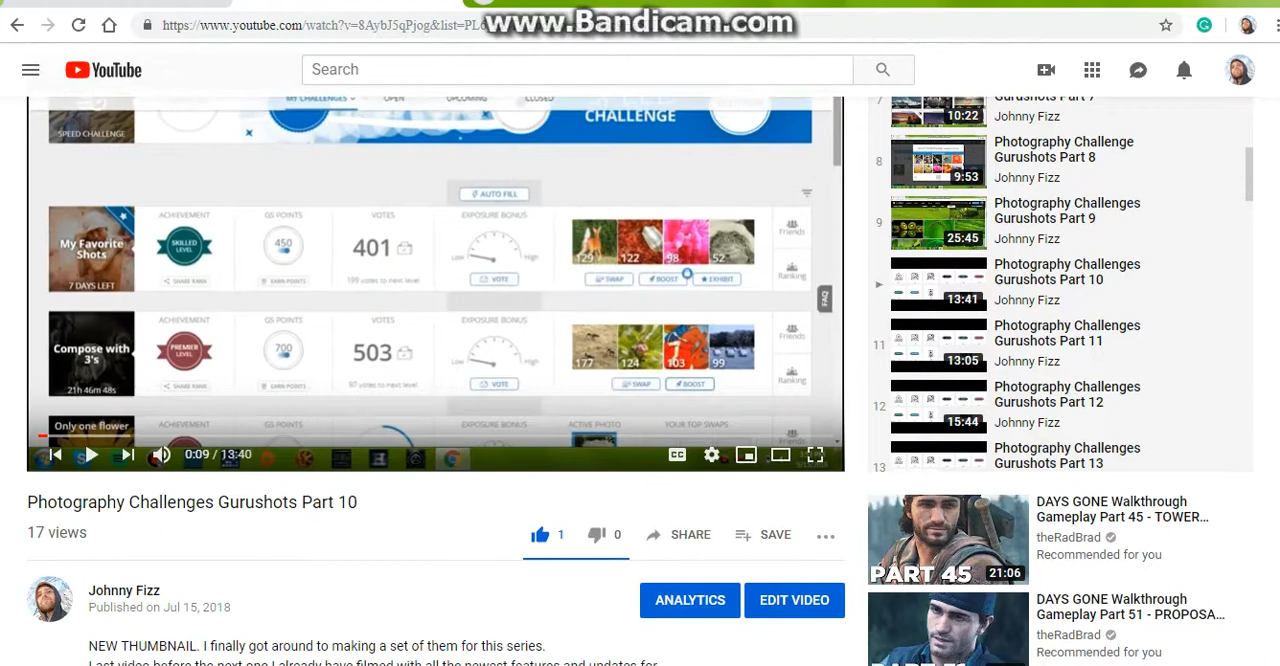 www.Bandicam.com
https://www.youtube.com/watch?v=8AybJ5qPjog&list=PL
YouTube
Search
MY CHALLENGES
OPEN
UPCOMING
CLOSED
SPEED CHALLENGE
CHALLENGE
AUTO FILL
My Favorite
Shots
7 DAYS LEFT
ACHIEVEMENT
SKILLED
LEVEL
SHARE RANK
GS POINTS
450
EARN POINTS
VOTES
401
199 votes to next level
EXPOSURE BONUS
Low
High
VOTE
129 122 98 52
SWAP BOOST EXHIBIT
Friends
Ranking
FAQ
Compose with
3's
21h 46m 48s
ACHIEVEMENT
PREMIER
LEVEL
SHARE RANK
GS POINTS
700
EARN POINTS
VOTES
503
97 votes to next level
EXPOSURE BONUS
Low
High
VOTE
177 124 103 99
SWAP BOOST
Friends
Ranking
Only one flower
ACHIEVEMENT
GS POINTS
VOTES
EXPOSURE BONUS
ACTIVE PHOTO
YOUR TOP SWAPS
Friends
0:09 / 13:40
CC
Photography Challenges Gurushots Part 10
17 views
1
0
SHARE
SAVE
Johnny Fizz
Published on Jul 15, 2018
ANALYTICS
EDIT VIDEO
NEW THUMBNAIL. I finally got around to making a set of them for this series.
Last video before the next one I already have filmed with all the newest features and updates for
7
10:22
Gurushots Part 7
Johnny Fizz
8
9:53
Photography Challenge
Gurushots Part 8
Johnny Fizz
9
25:45
Photography Challenges
Gurushots Part 9
Johnny Fizz
13:41
Photography Challenges
Gurushots Part 10
Johnny Fizz
11
13:05
Photography Challenges
Gurushots Part 11
Johnny Fizz
12
15:44
Photography Challenges
Gurushots Part 12
Johnny Fizz
13
Photography Challenges
Gurushots Part 13
PART 45
21:06
DAYS GONE Walkthrough
Gameplay Part 45 - TOWER...
theRadBrad
Recommended for you
DAYS GONE Walkthrough
Gameplay Part 51 - PROPOSA...
theRadBrad
Recommended for you